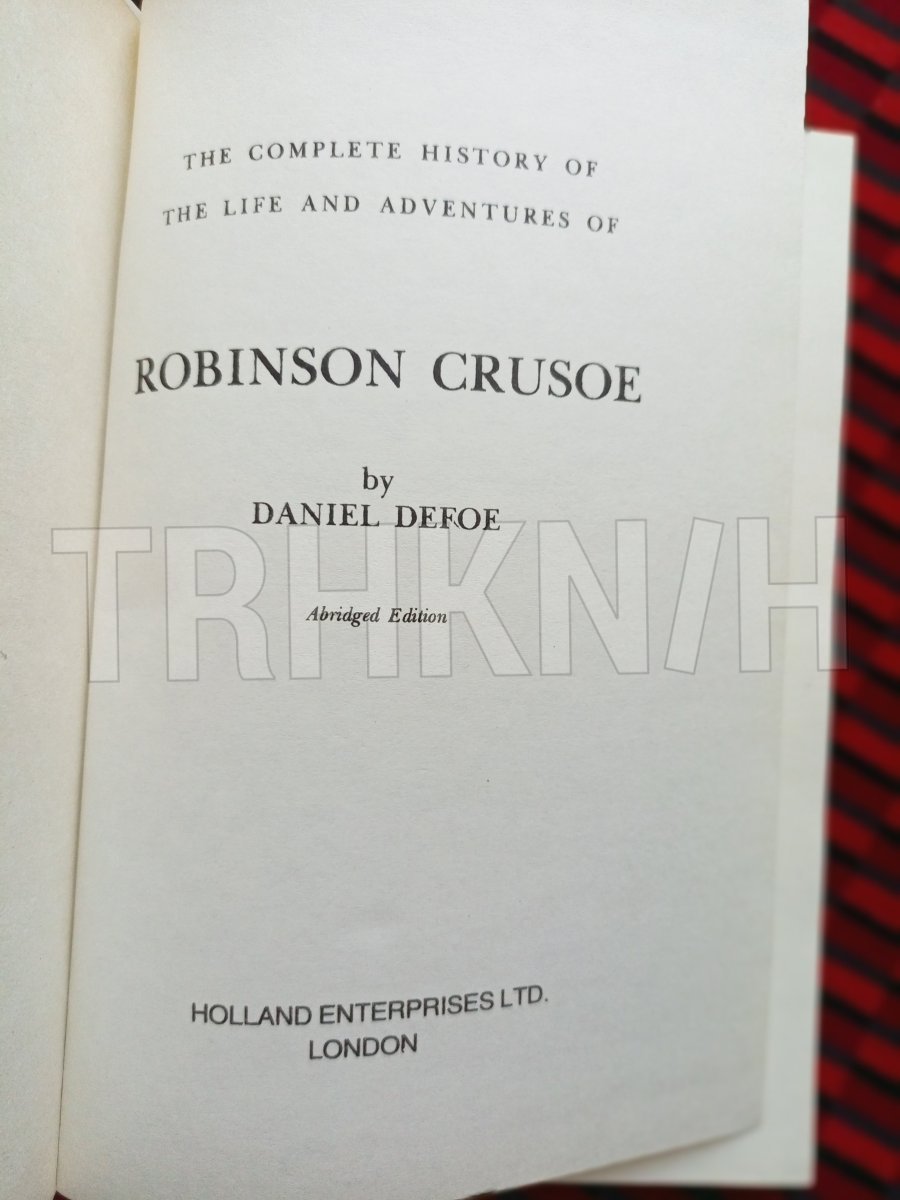 THE COMPLETE HISTORY OF
THE LIFE AND ADVENTURES OF
ROBINSON CRUSOE
by
DANIEL DEFOE
TRHKN/H
Abridged Edition
HOLLAND ENTERPRISES LTD.
LONDON